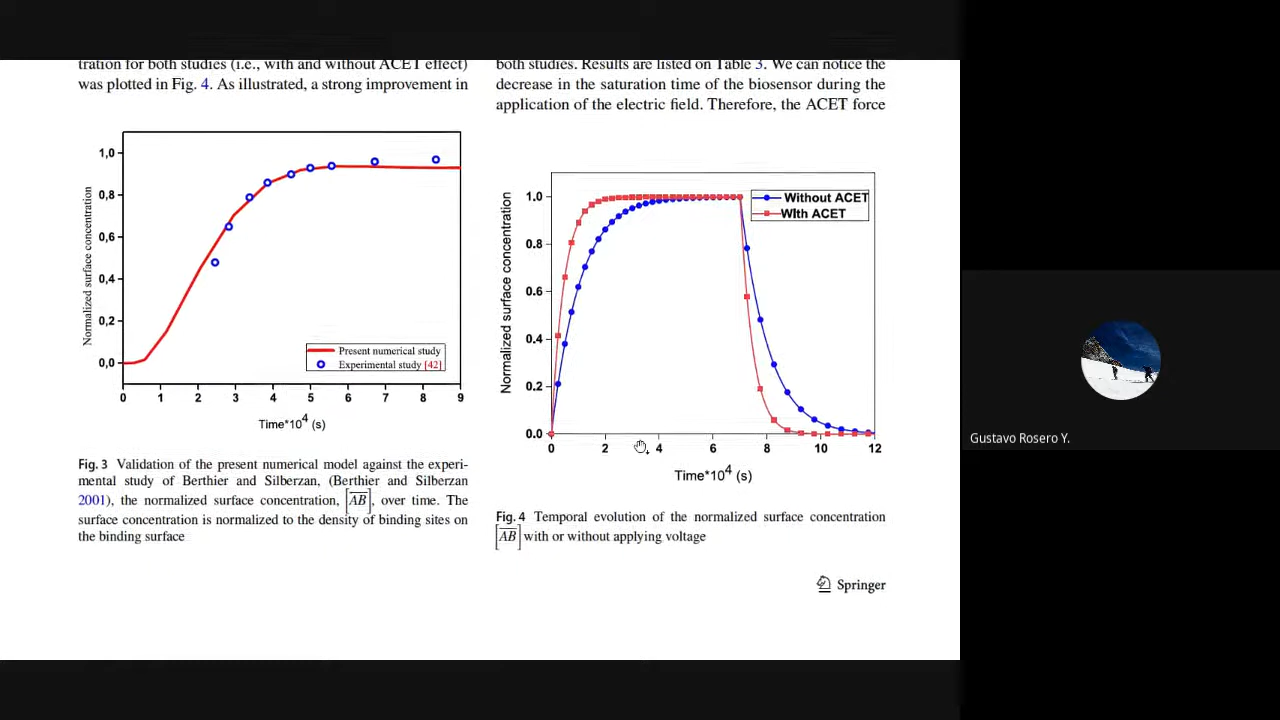 tration for both studies (i.e., with and without ACET effect)
was plotted in Fig. 4. As illustrated, a strong improvement in
1,0
0,8
0,6
0,4
0,2
0,0
Normalized surface concentration
Present numerical study
Experimental study [42]
0 1 2 3 4 5 6 7 8 9
Time*10^4 (s)
Fig. 3 Validation of the present numerical model against the experi-
mental study of Berthier and Silberzan, (Berthier and Silberzan
2001), the normalized surface concentration, [AB], over time. The
surface concentration is normalized to the density of binding sites on
the binding surface
both studies. Results are listed on Table 3. We can notice the
decrease in the saturation time of the biosensor during the
application of the electric field. Therefore, the ACET force
1.0
0.8
0.6
0.4
0.2
0.0
Normalized surface concentration
Without ACET
With ACET
0 2 4 6 8 10 12
Time*10^4 (s)
Fig. 4 Temporal evolution of the normalized surface concentration
[AB] with or without applying voltage
Springer
Gustavo Rosero Y.